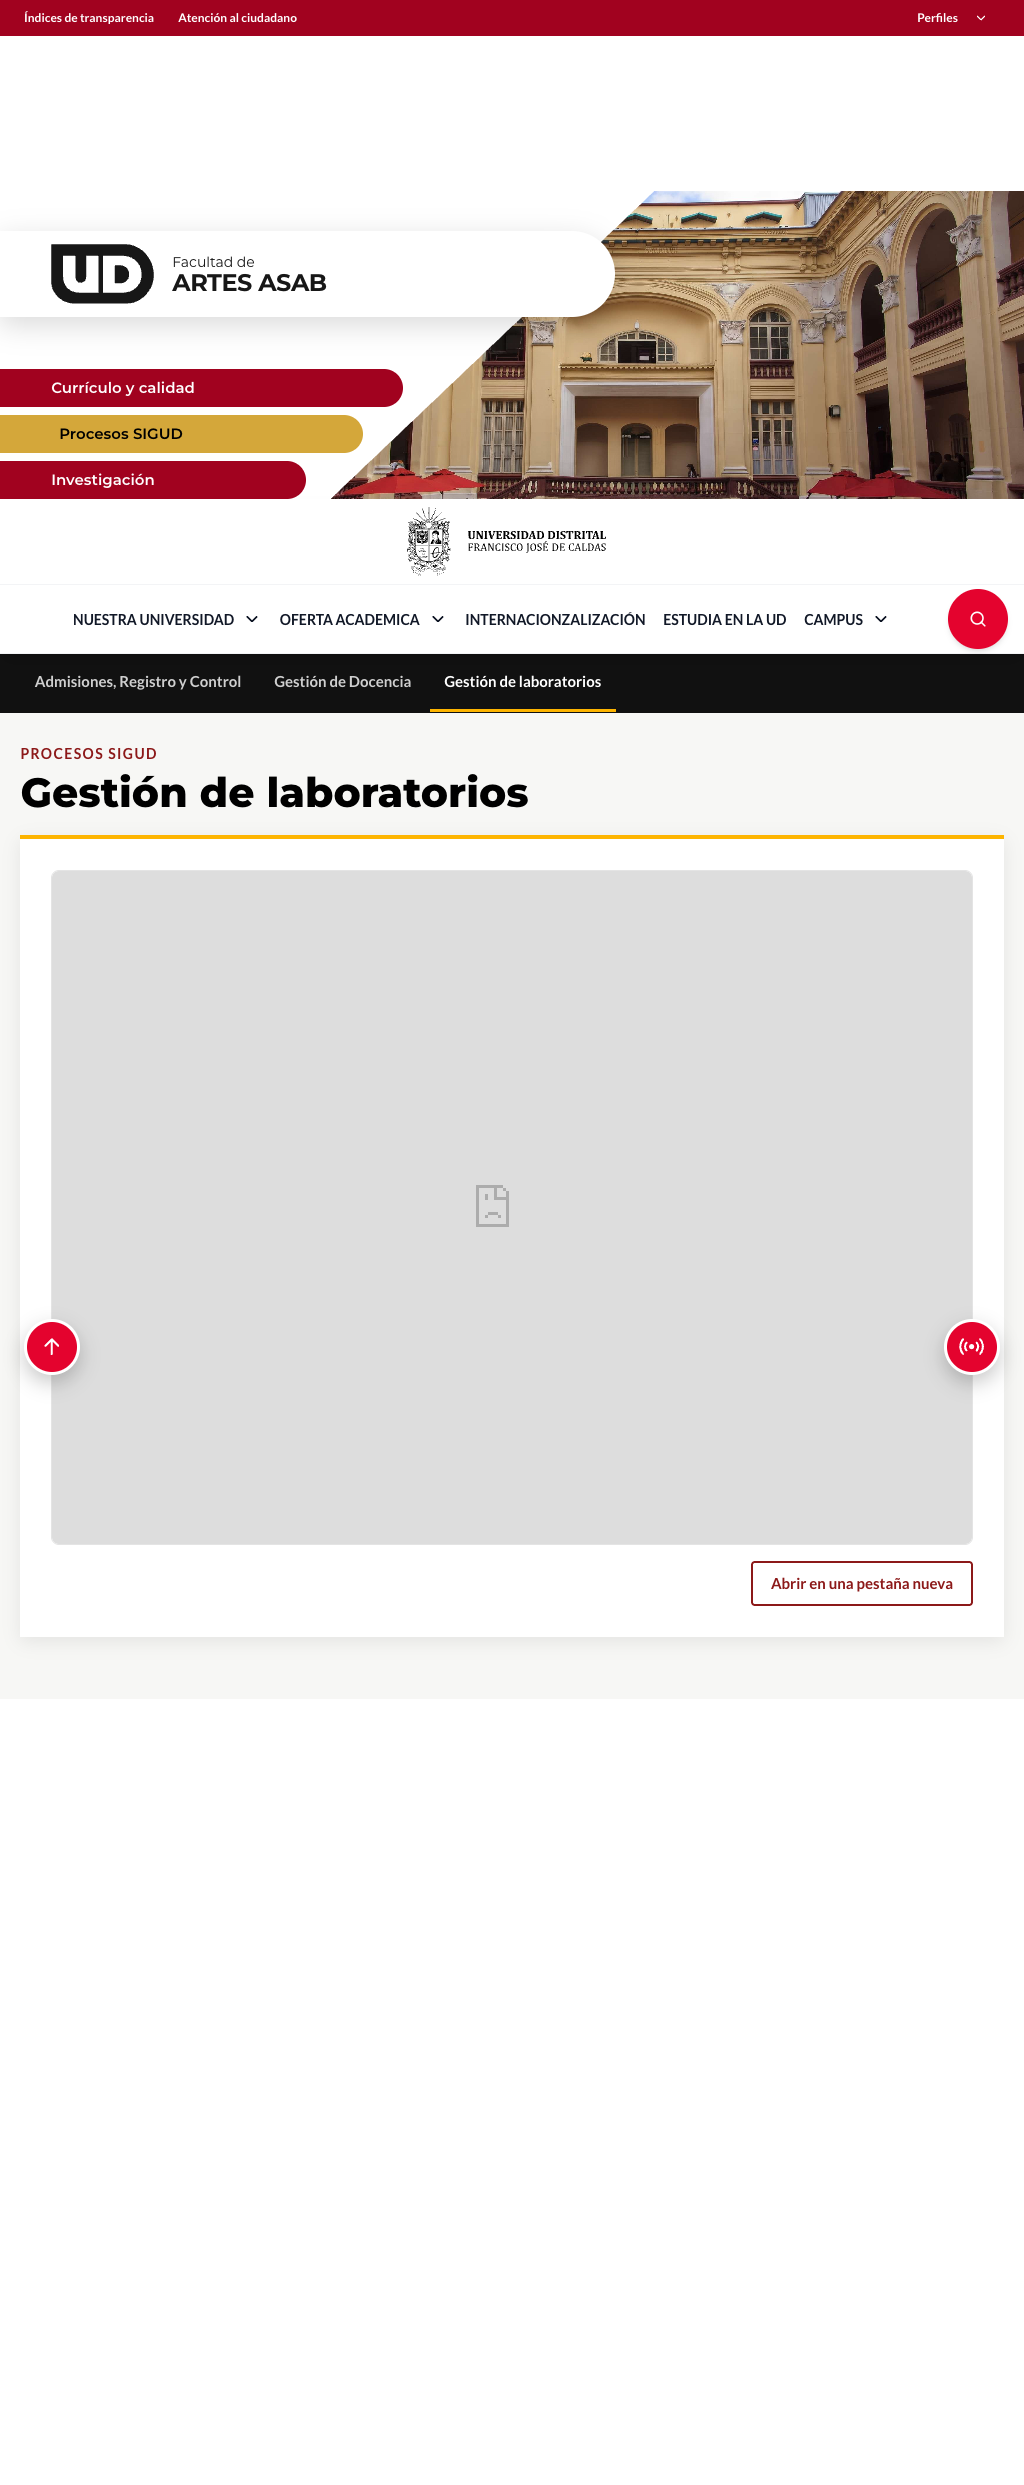 Índices de transparencia
Atención al ciudadano
Perfiles
UD
Facultad de
ARTES ASAB
Currículo y calidad
Procesos SIGUD
Investigación
UNIVERSIDAD DISTRITAL
FRANCISCO JOSÉ DE CALDAS
NUESTRA UNIVERSIDAD
OFERTA ACADEMICA
INTERNACIONZALIZACIÓN
ESTUDIA EN LA UD
CAMPUS
Admisiones, Registro y Control
Gestión de Docencia
Gestión de laboratorios
PROCESOS SIGUD
Gestión de laboratorios
Abrir en una pestaña nueva